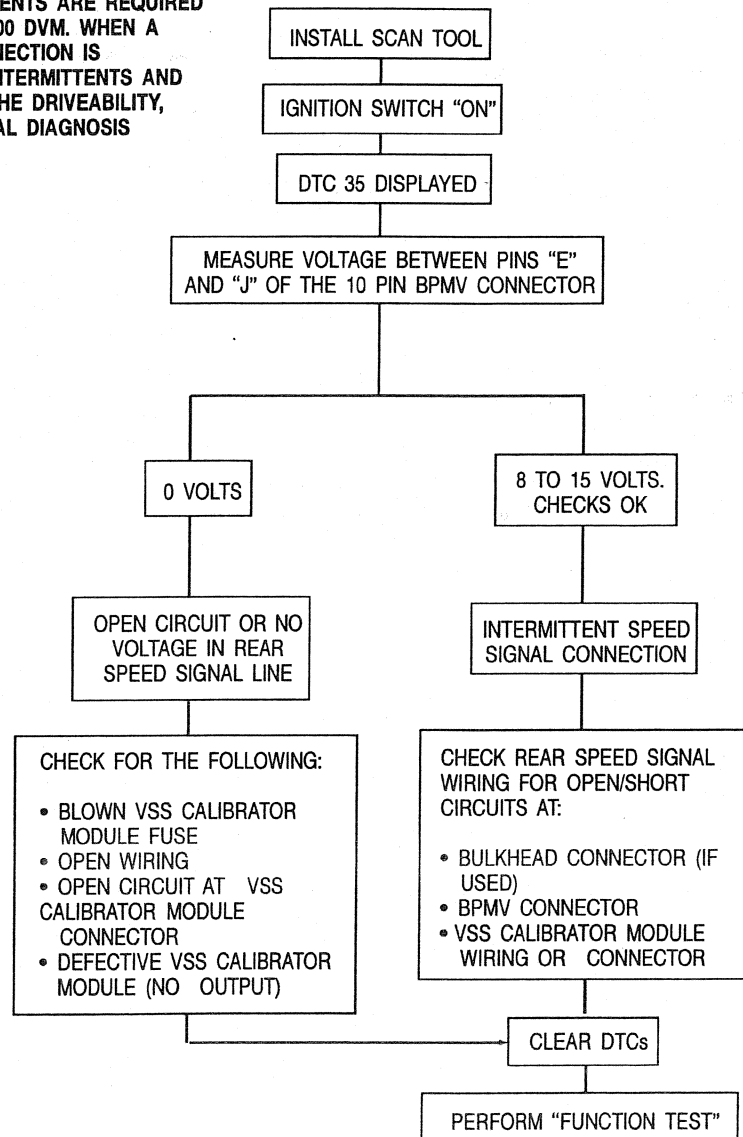 ENTS ARE REQUIRED
00 DVM. WHEN A
NECTION IS
NTERMITTENTS AND
HE DRIVEABILITY,
AL DIAGNOSIS
INSTALL SCAN TOOL
IGNITION SWITCH “ON”
DTC 35 DISPLAYED
MEASURE VOLTAGE BETWEEN PINS “E”
AND “J” OF THE 10 PIN BPMV CONNECTOR
0 VOLTS
8 TO 15 VOLTS.
CHECKS OK
OPEN CIRCUIT OR NO
VOLTAGE IN REAR
SPEED SIGNAL LINE
INTERMITTENT SPEED
SIGNAL CONNECTION
CHECK FOR THE FOLLOWING:
• BLOWN VSS CALIBRATOR
MODULE FUSE
• OPEN WIRING
• OPEN CIRCUIT AT VSS
CALIBRATOR MODULE
CONNECTOR
• DEFECTIVE VSS CALIBRATOR
MODULE (NO OUTPUT)
CHECK REAR SPEED SIGNAL
WIRING FOR OPEN/SHORT
CIRCUITS AT:
• BULKHEAD CONNECTOR (IF
USED)
• BPMV CONNECTOR
• VSS CALIBRATOR MODULE
WIRING OR CONNECTOR
CLEAR DTCs
PERFORM “FUNCTION TEST”